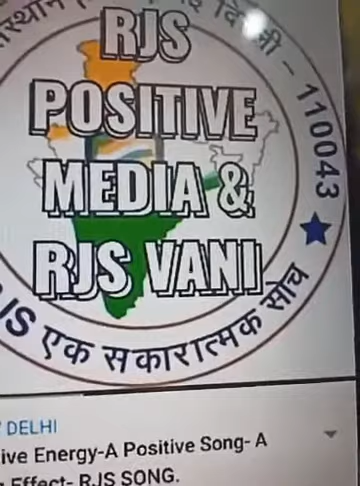 दिल्ली - 110043
RJS
POSITIVE
MEDIA &
RJS VANI
एक सकारात्मक सोच
DELHI
ive Energy-A Positive Song- A
Effect- RJS SONG.